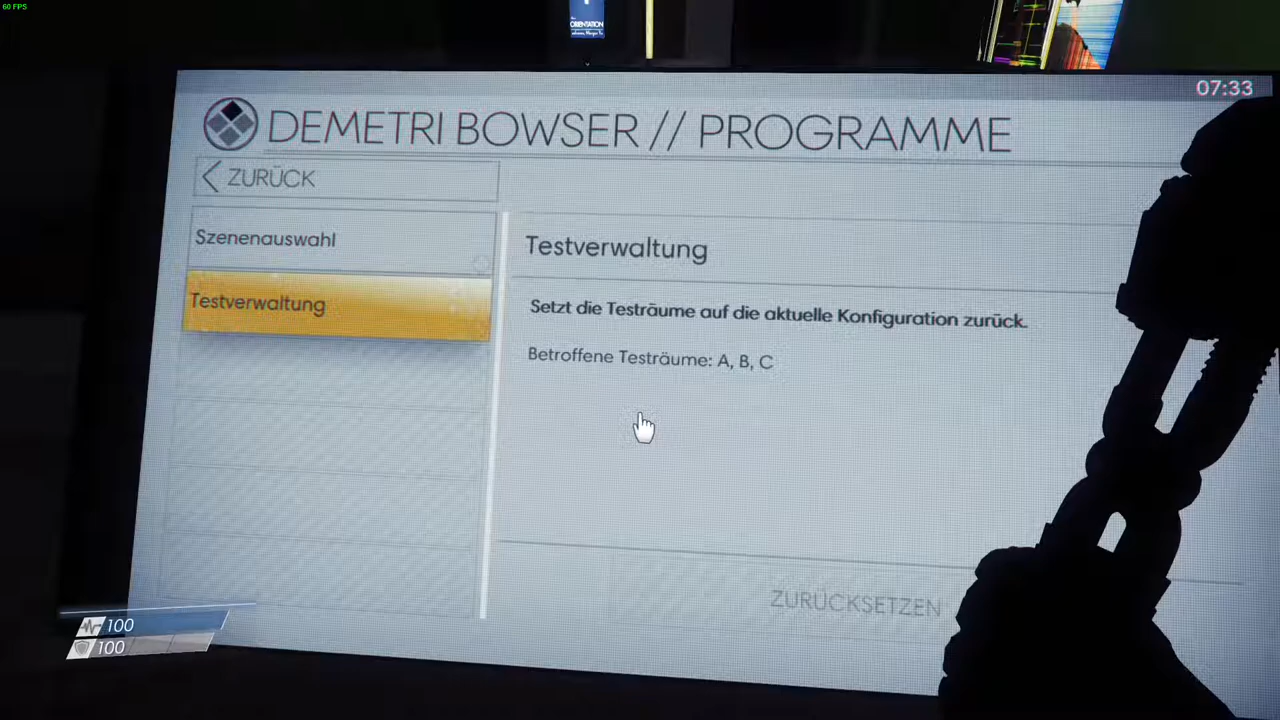 60 FPS
ORIENTATION
07:33
DEMETRI BOWSER // PROGRAMME
ZURÜCK
Szenenauswahl
Testverwaltung
Testverwaltung
Setzt die Testräume auf die aktuelle Konfiguration zurück.
Betroffene Testräume: A, B, C
ZURÜCKSETZEN
100
100